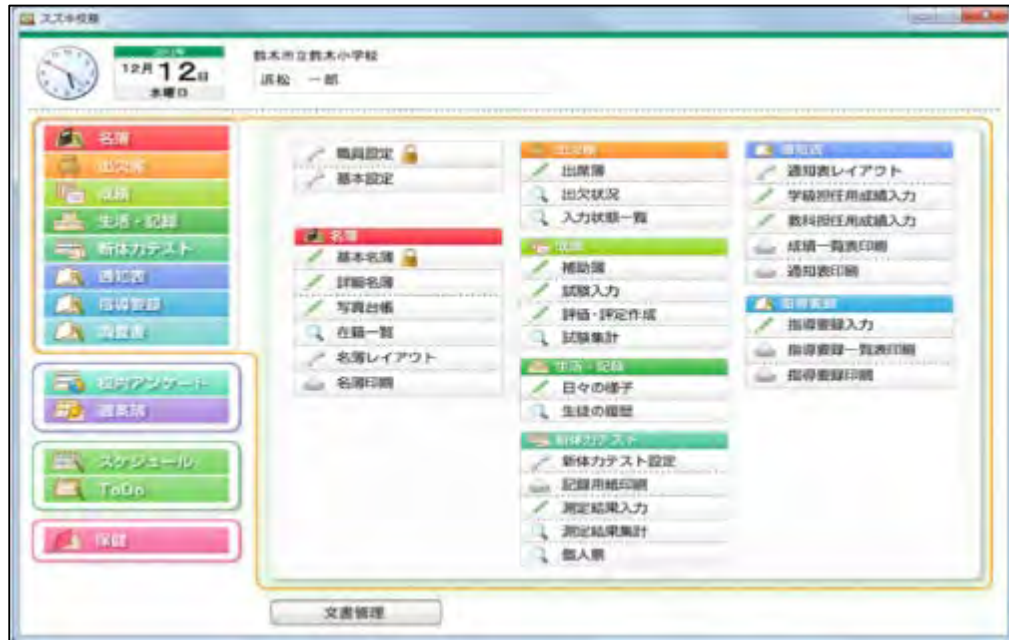 スズキ校務
12月12日
水曜日
鈴木市立鈴木小学校
浜松 一郎
名簿
出欠席
成績
生活・記録
新体力テスト
通知表
指導要録
調査書
校内アンケート
週案簿
スケジュール
ToDo
保健
職員設定
基本設定
名簿
基本名簿
詳細名簿
写真台帳
在籍一覧
名簿レイアウト
名簿印刷
出欠席
出席簿
出欠状況
入力状態一覧
成績
補助簿
試験入力
評価・評定作成
試験集計
生活・記録
日々の様子
生徒の履歴
新体力テスト
新体力テスト設定
記録用紙印刷
測定結果入力
測定結果集計
個人票
通知表
通知表レイアウト
学級担任用成績入力
教科担任用成績入力
成績一覧表印刷
通知表印刷
指導要録
指導要録入力
指導要録一覧表印刷
指導要録印刷
文書管理